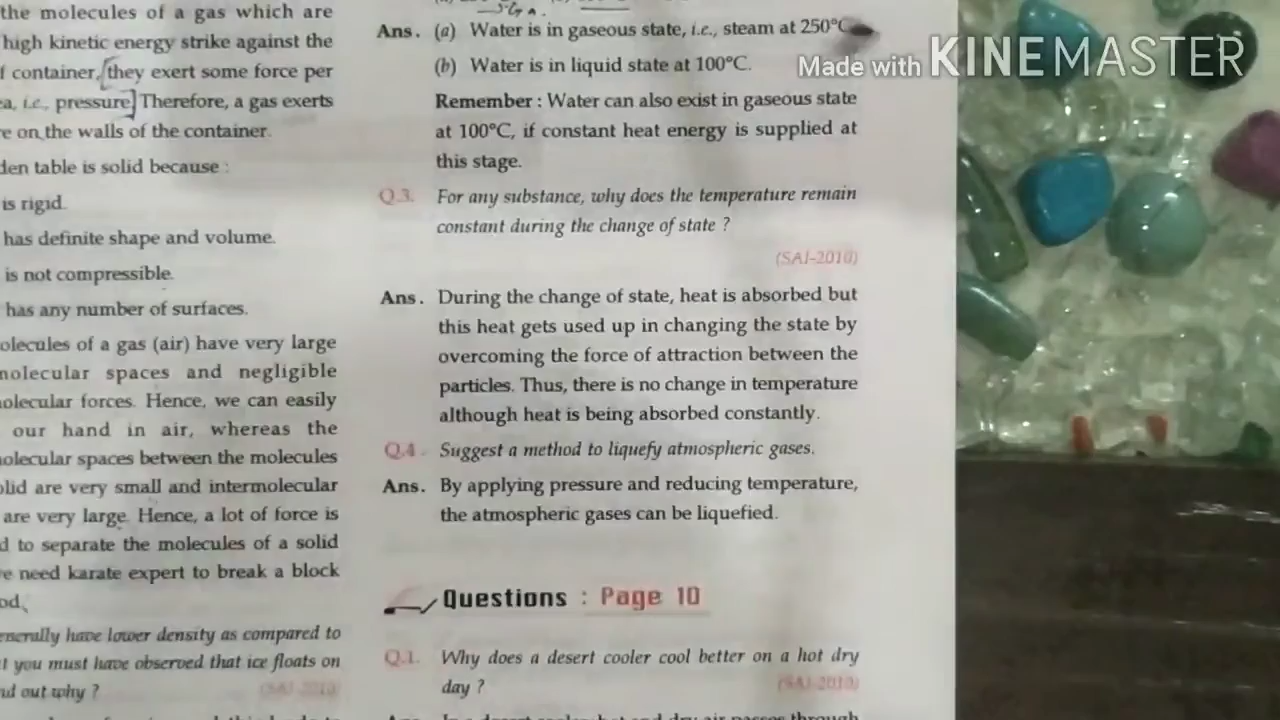 the molecules of a gas which are
high kinetic energy strike against the
f container, they exert some force per
a, i.e., pressure. Therefore, a gas exerts
e on the walls of the container.
den table is solid because :
is rigid.
has definite shape and volume.
is not compressible.
has any number of surfaces.
olecules of a gas (air) have very large
nolecular spaces and negligible
olecular forces. Hence, we can easily
our hand in air, whereas the
olecular spaces between the molecules
olid are very small and intermolecular
are very large. Hence, a lot of force is
d to separate the molecules of a solid
e need karate expert to break a block
od.
enerally have lower density as compared to
t you must have observed that ice floats on
nd out why ?
(SAI-2010)
Ans. (a) Water is in gaseous state, i.e., steam at 250°C
(b) Water is in liquid state at 100°C.
Remember : Water can also exist in gaseous state
at 100°C, if constant heat energy is supplied at
this stage.
Q.3. For any substance, why does the temperature remain
constant during the change of state ?
(SAI-2010)
Ans. During the change of state, heat is absorbed but
this heat gets used up in changing the state by
overcoming the force of attraction between the
particles. Thus, there is no change in temperature
although heat is being absorbed constantly.
Q.4. Suggest a method to liquefy atmospheric gases.
Ans. By applying pressure and reducing temperature,
the atmospheric gases can be liquefied.
Questions : Page 10
Q.1. Why does a desert cooler cool better on a hot dry
day ? (SAI-2010)
Made with KINEMASTER